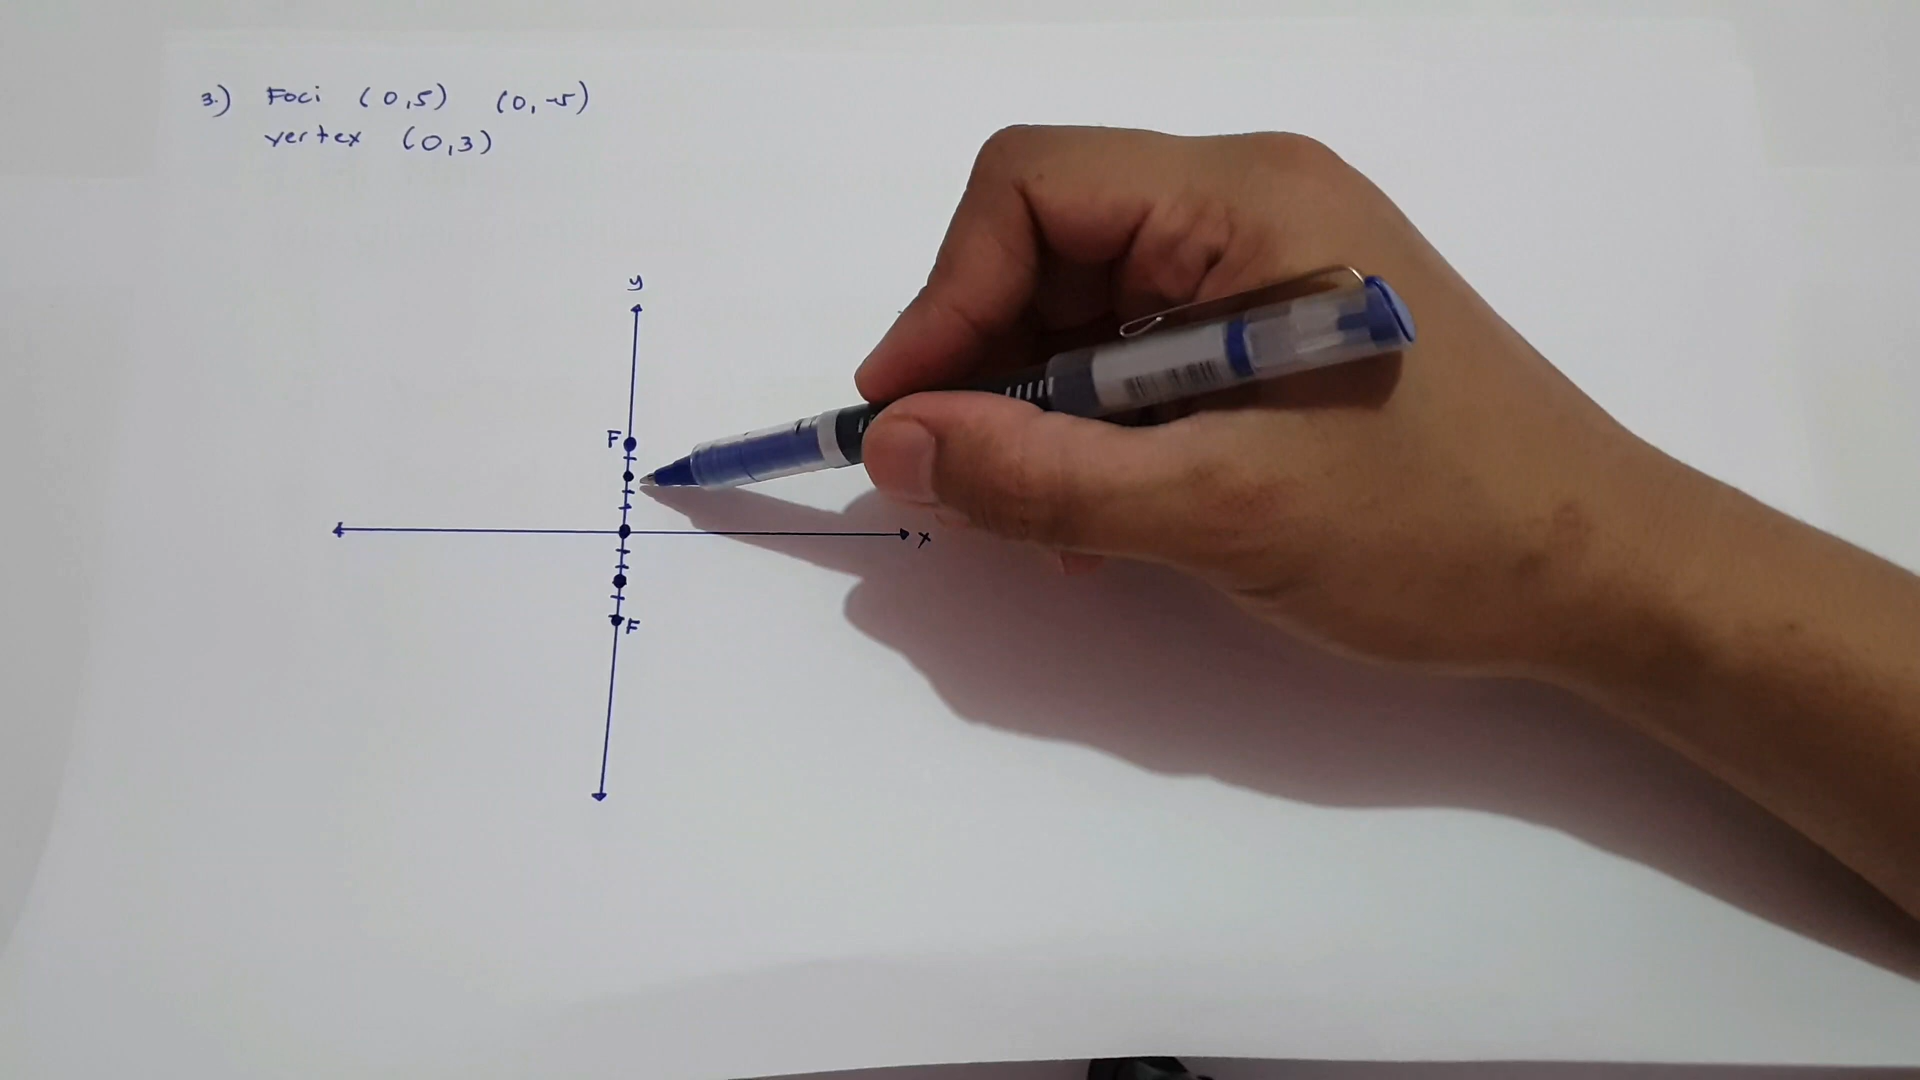 3.) Foci (0,5) (0,-5)
vertex (0,3)
y
F
x
F